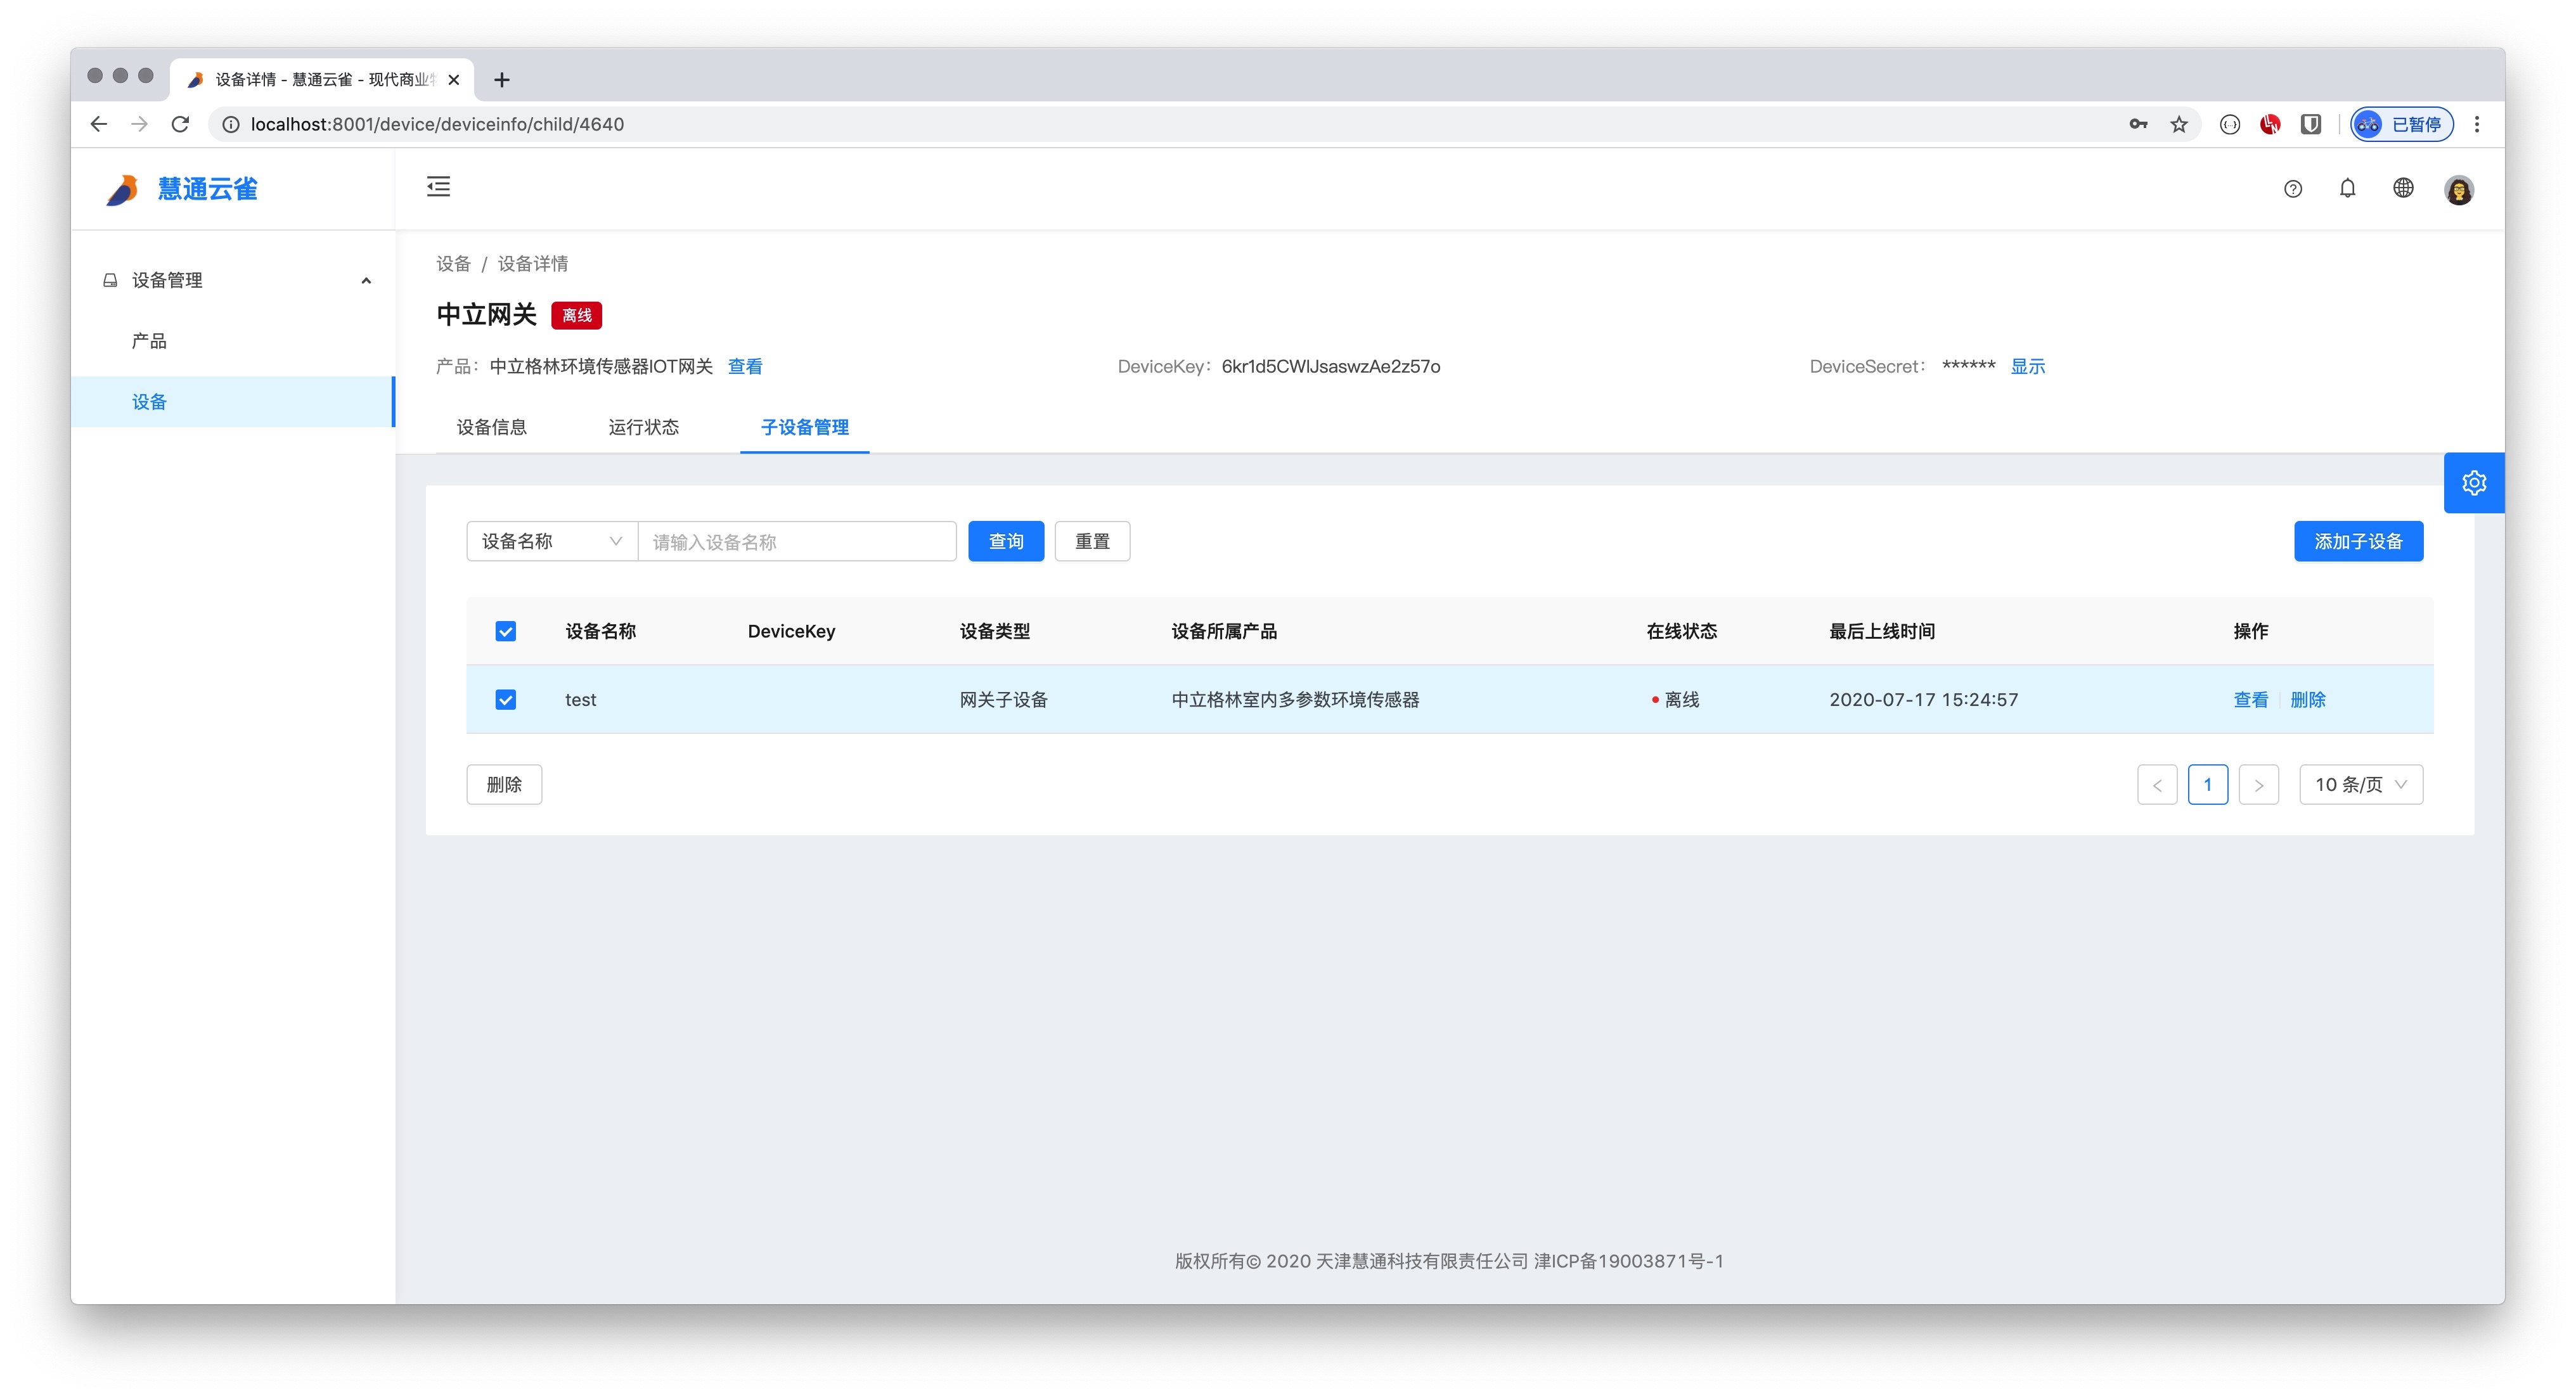 设备详情 - 慧通云雀 - 现代商业
localhost:8001/device/deviceinfo/child/4640
已暂停
慧通云雀
设备管理
产品
设备
设备 / 设备详情
中立网关 离线
产品：中立格林环境传感器IOT网关 查看 DeviceKey：6kr1d5CWlJsaswzAe2z57o DeviceSecret：****** 显示
设备信息 运行状态 子设备管理
设备名称 请输入设备名称 查询 重置 添加子设备
设备名称 DeviceKey 设备类型 设备所属产品 在线状态 最后上线时间 操作
test 网关子设备 中立格林室内多参数环境传感器 离线 2020-07-17 15:24:57 查看 删除
删除 < 1 > 10 条/页
版权所有© 2020 天津慧通科技有限责任公司 津ICP备19003871号-1